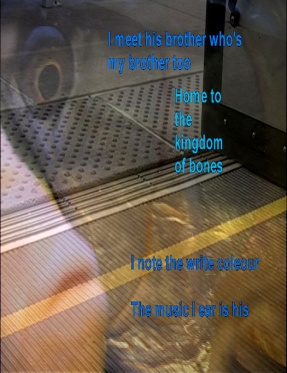 I meet his brother who's
my brother too
Home to
the
kingdom
of bones
I note the write coleour
The music I ear is his